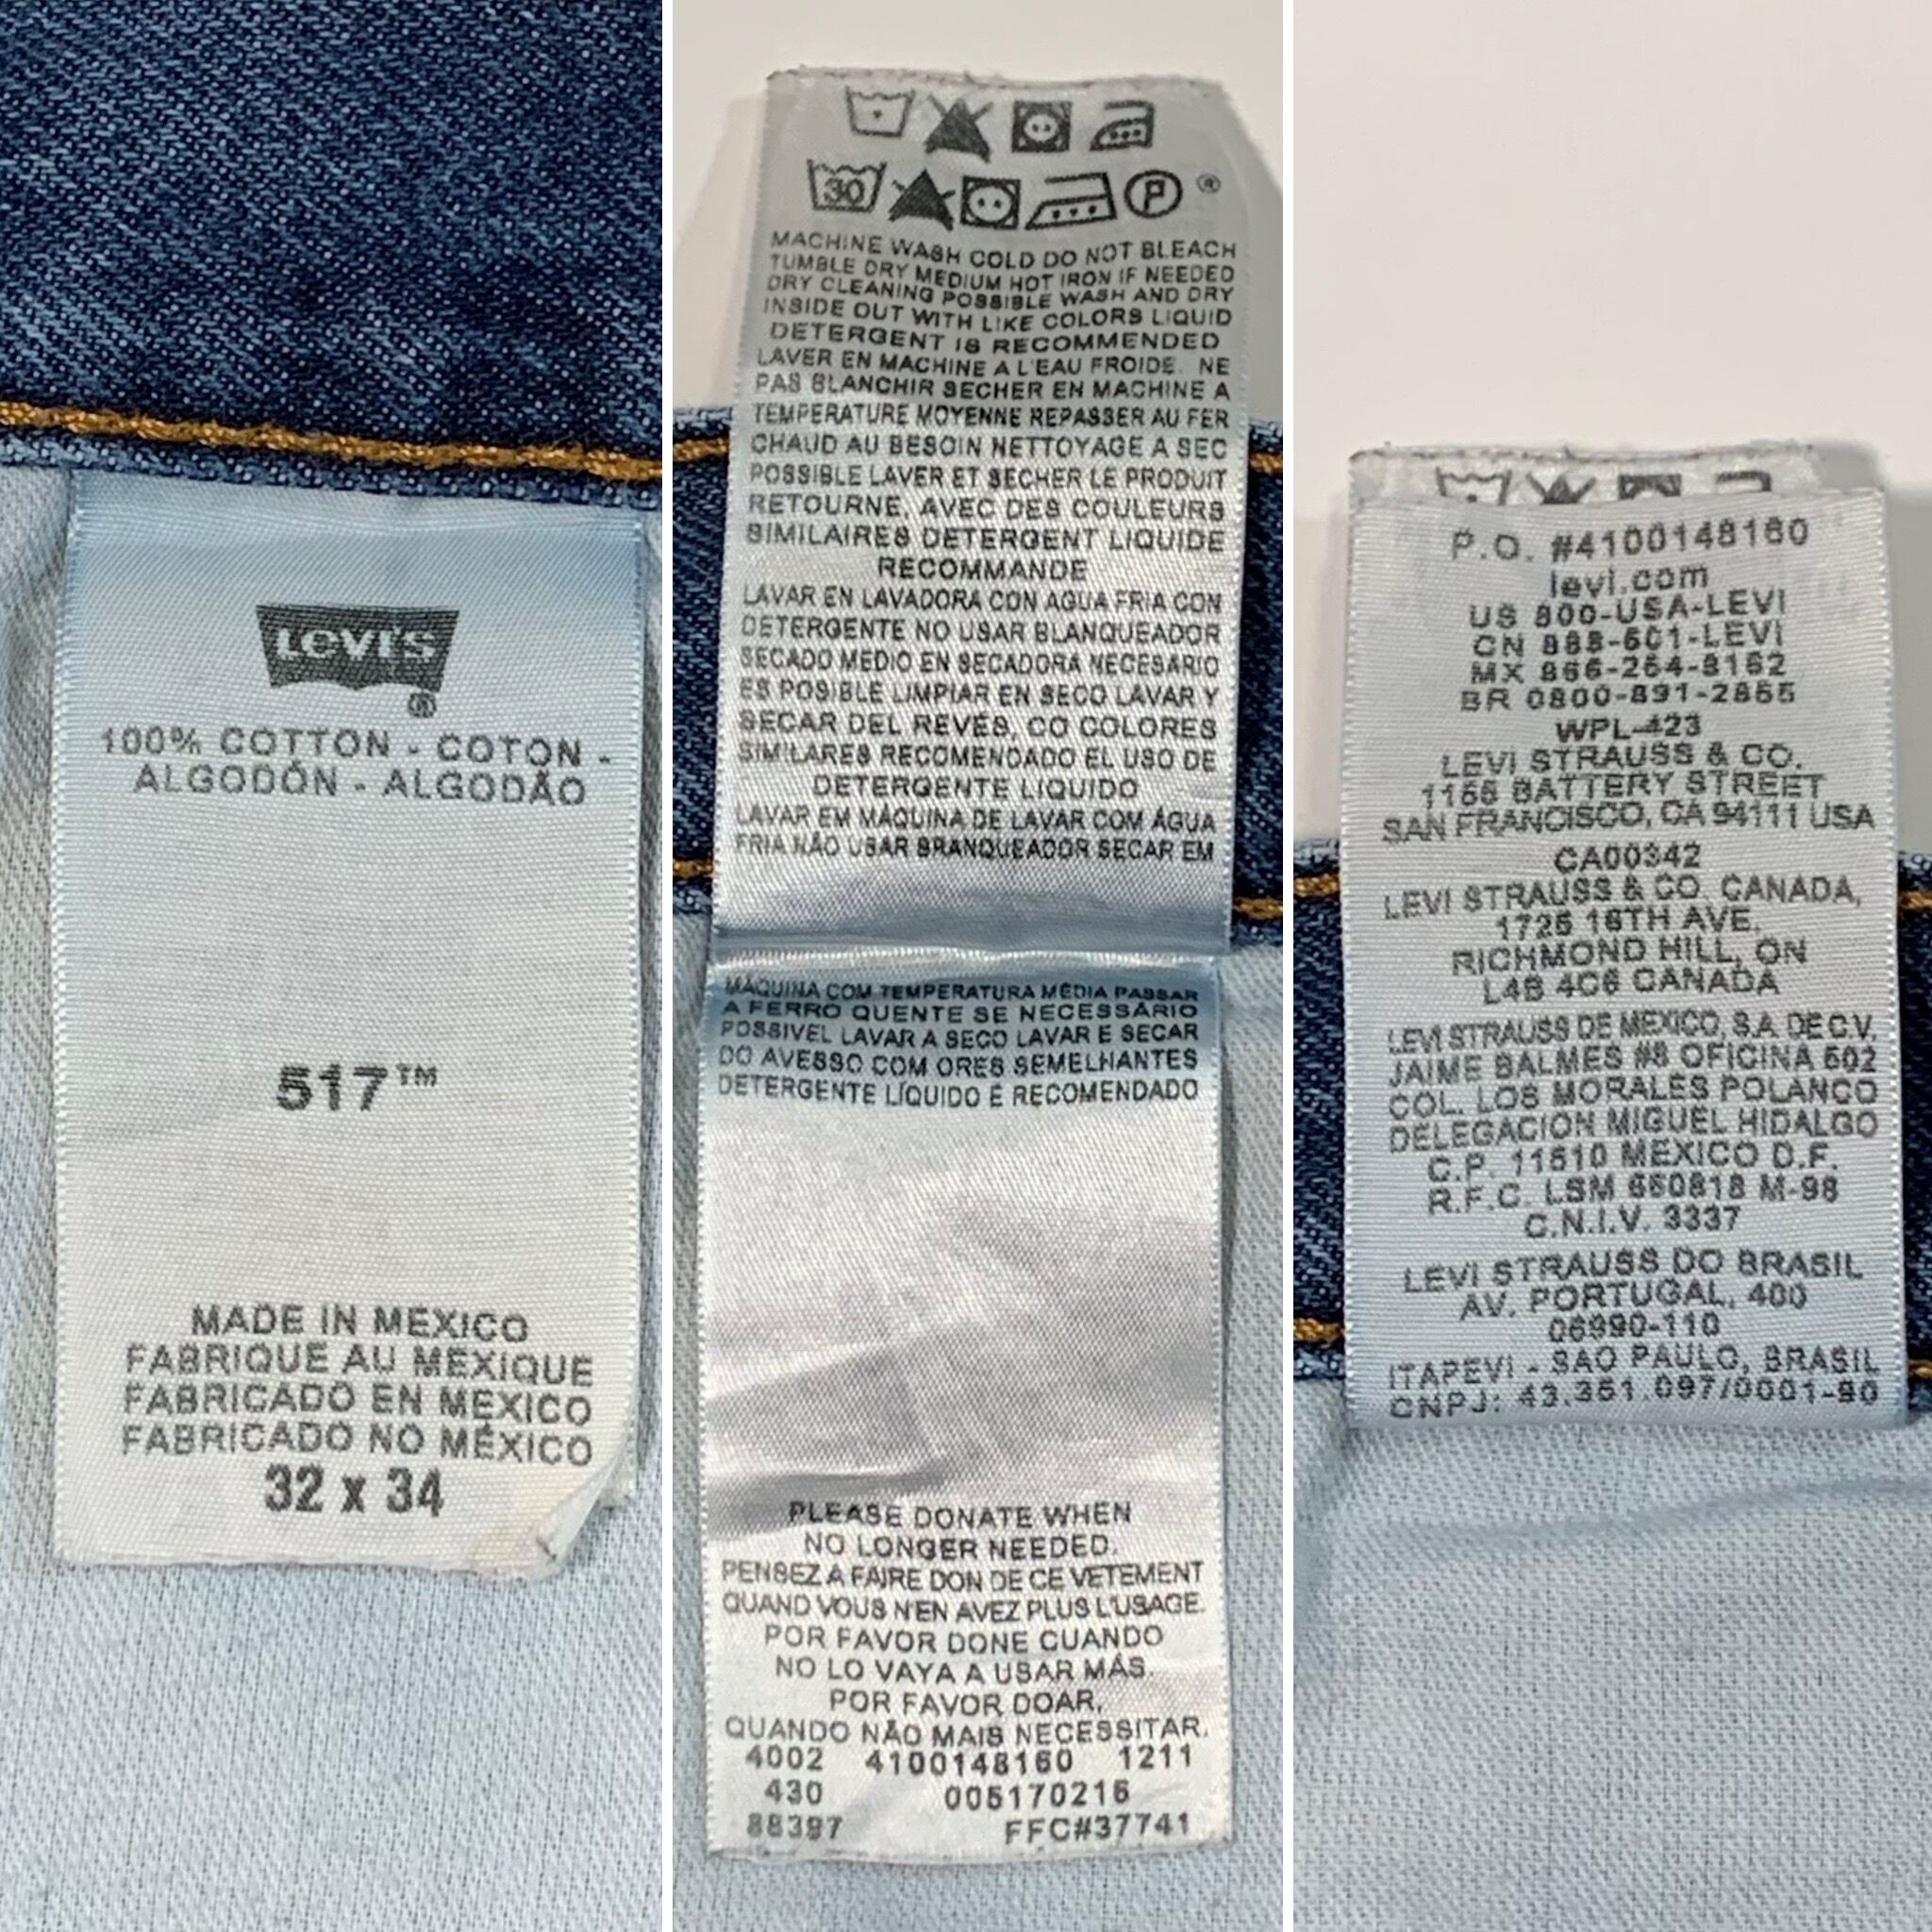 LEVI'S
®
100% COTTON - COTON -
ALGODÓN - ALGODÃO
517™
MADE IN MEXICO
FABRIQUE AU MEXIQUE
FABRICADO EN MEXICO
FABRICADO NO MÉXICO
32 x 34
30 P ®
MACHINE WASH COLD DO NOT BLEACH
TUMBLE DRY MEDIUM HOT IRON IF NEEDED
DRY CLEANING POSSIBLE WASH AND DRY
INSIDE OUT WITH LIKE COLORS LIQUID
DETERGENT IS RECOMMENDED
LAVER EN MACHINE A L'EAU FROIDE. NE
PAS BLANCHIR SECHER EN MACHINE A
TEMPERATURE MOYENNE REPASSER AU FER
CHAUD AU BESOIN NETTOYAGE A SEC
POSSIBLE LAVER ET SECHER LE PRODUIT
RETOURNE, AVEC DES COULEURS
SIMILAIRES DETERGENT LIQUIDE
RECOMMANDE
LAVAR EN LAVADORA CON AGUA FRIA CON
DETERGENTE NO USAR BLANQUEADOR
SECADO MEDIO EN SECADORA NECESARIO
ES POSIBLE LIMPIAR EN SECO LAVAR Y
SECAR DEL REVÉS, CO COLORES
SIMILARES RECOMENDADO EL USO DE
DETERGENTE LIQUIDO
LAVAR EM MÁQUINA DE LAVAR COM ÁGUA
FRIA NÃO USAR BRANQUEADOR SECAR EM
MÁQUINA COM TEMPERATURA MÉDIA PASSAR
A FERRO QUENTE SE NECESSÁRIO
POSSIVEL LAVAR A SECO LAVAR E SECAR
DO AVESSO COM ORES SEMELHANTES
DETERGENTE LÍQUIDO É RECOMENDADO
PLEASE DONATE WHEN
NO LONGER NEEDED.
PENSEZ A FAIRE DON DE CE VETEMENT
QUAND VOUS N'EN AVEZ PLUS L'USAGE.
POR FAVOR DONE CUANDO
NO LO VAYA A USAR MÁS.
POR FAVOR DOAR,
QUANDO NÃO MAIS NECESSITAR.
4002 4100148160 1211
430 005170216
88397 FFC#37741
P.O. #4100148160
levi.com
US 800-USA-LEVI
CN 888-501-LEVI
MX 866-264-8162
BR 0800-891-2855
WPL-423
LEVI STRAUSS & CO.
1155 BATTERY STREET
SAN FRANCISCO, CA 94111 USA
CA00342
LEVI STRAUSS & CO. CANADA,
1725 16TH AVE.
RICHMOND HILL, ON
L4B 4C6 CANADA
LEVI STRAUSS DE MEXICO, S.A. DE C.V.
JAIME BALMES #8 OFICINA 602
COL. LOS MORALES POLANCO
DELEGACION MIGUEL HIDALGO
C.P. 11510 MEXICO D.F.
R.F.C. LSM 650818 M-98
C.N.I.V. 3337
LEVI STRAUSS DO BRASIL
AV. PORTUGAL, 400
06990-110
ITAPEVI - SAO PAULO, BRASIL
CNPJ: 43.351.097/0001-90